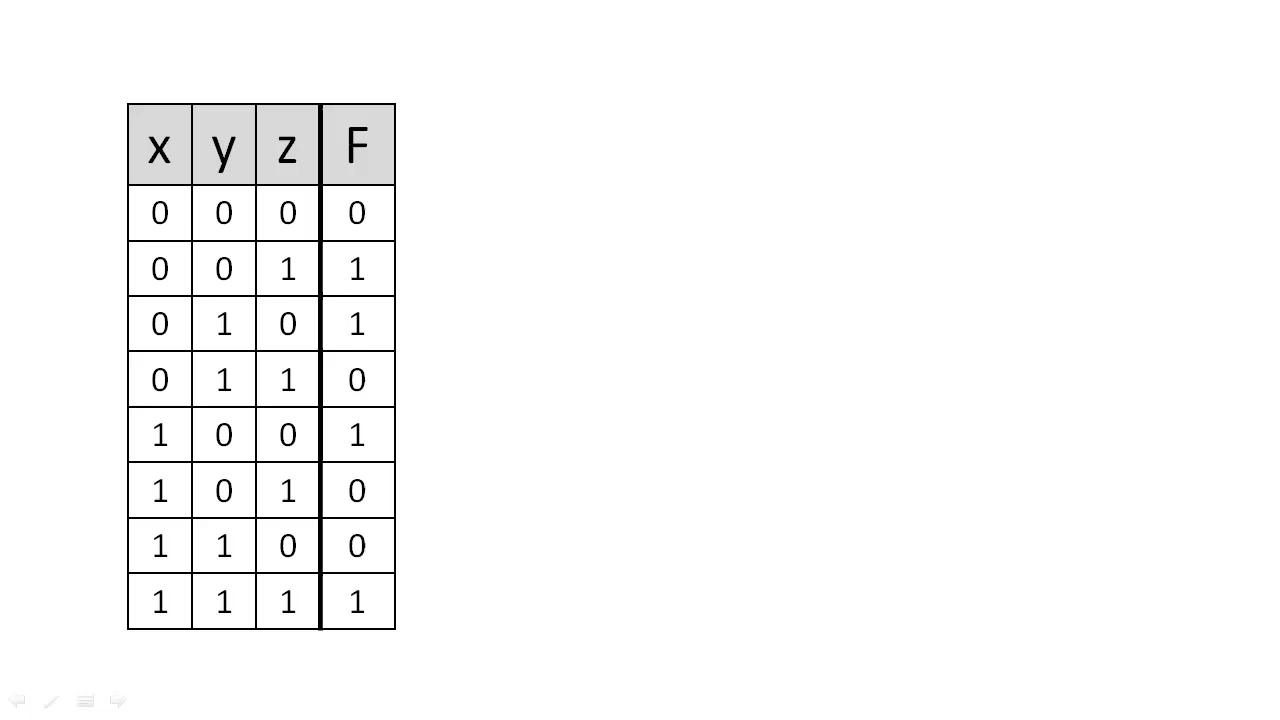 x y z F
0 0 0 0
0 0 1 1
0 1 0 1
0 1 1 0
1 0 0 1
1 0 1 0
1 1 0 0
1 1 1 1